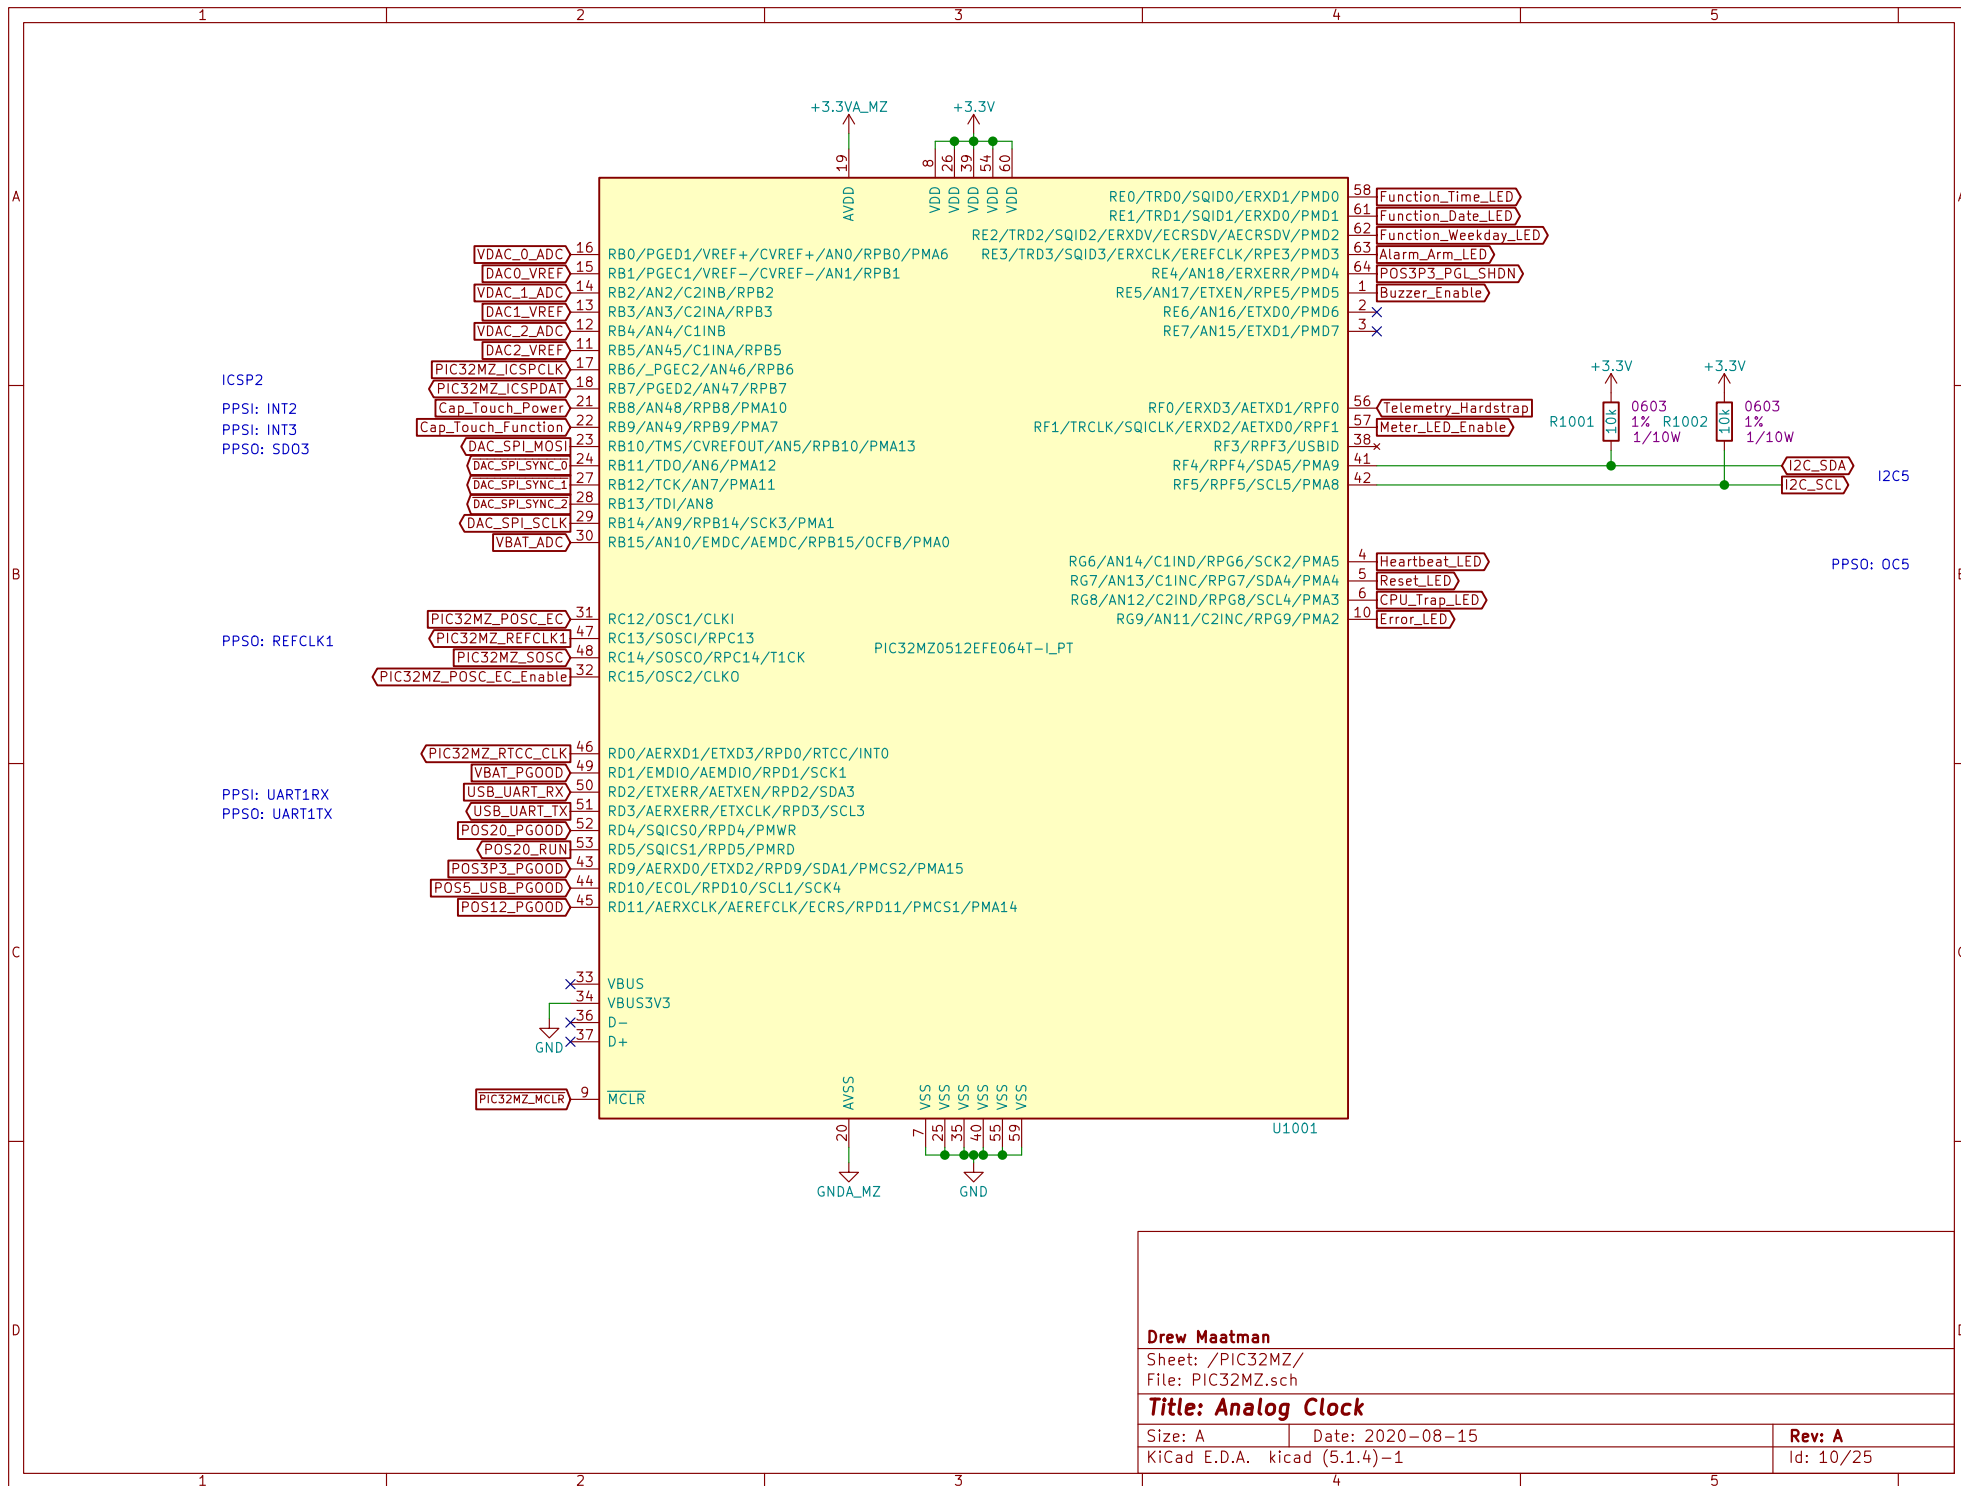 1 2 3 4 5
+3.3VA_MZ +3.3V
19 8 26 39 54 60
AVDD VDD VDD VDD VDD VDD
A
RE0/TRD0/SQID0/ERXD1/PMD0 58 Function_Time_LED
RE1/TRD1/SQID1/ERXD0/PMD1 61 Function_Date_LED
RE2/TRD2/SQID2/ERXDV/ECRSDV/AECRSDV/PMD2 62 Function_Weekday_LED
VDAC_0_ADC 16 RB0/PGED1/VREF+/CVREF+/AN0/RPB0/PMA6 RE3/TRD3/SQID3/ERXCLK/EREFCLK/RPE3/PMD3 63 Alarm_Arm_LED
DAC0_VREF 15 RB1/PGEC1/VREF-/CVREF-/AN1/RPB1 RE4/AN18/ERXERR/PMD4 64 POS3P3_PGL_SHDN
VDAC_1_ADC 14 RB2/AN2/C2INB/RPB2 RE5/AN17/ETXEN/RPE5/PMD5 1 Buzzer_Enable
DAC1_VREF 13 RB3/AN3/C2INA/RPB3 RE6/AN16/ETXD0/PMD6 2
VDAC_2_ADC 12 RB4/AN4/C1INB RE7/AN15/ETXD1/PMD7 3
DAC2_VREF 11 RB5/AN45/C1INA/RPB5
PIC32MZ_ICSPCLK 17 RB6/_PGEC2/AN46/RPB6 +3.3V +3.3V
ICSP2 PIC32MZ_ICSPDAT 18 RB7/PGED2/AN47/RPB7
PPSI: INT2 Cap_Touch_Power 21 RB8/AN48/RPB8/PMA10 RF0/ERXD3/AETXD1/RPF0 56 Telemetry_Hardstrap 0603 0603
PPSI: INT3 Cap_Touch_Function 22 RB9/AN49/RPB9/PMA7 RF1/TRCLK/SQICLK/ERXD2/AETXD0/RPF1 57 Meter_LED_Enable R1001 10k 1% R1002 10k 1%
PPSO: SDO3 DAC_SPI_MOSI 23 RB10/TMS/CVREFOUT/AN5/RPB10/PMA13 RF3/RPF3/USBID 38 1/10W 1/10W
DAC_SPI_SYNC_0 24 RB11/TDO/AN6/PMA12 RF4/RPF4/SDA5/PMA9 41 I2C_SDA
DAC_SPI_SYNC_1 27 RB12/TCK/AN7/PMA11 RF5/RPF5/SCL5/PMA8 42 I2C_SCL I2C5
DAC_SPI_SYNC_2 28 RB13/TDI/AN8
DAC_SPI_SCLK 29 RB14/AN9/RPB14/SCK3/PMA1
VBAT_ADC 30 RB15/AN10/EMDC/AEMDC/RPB15/OCFB/PMA0
RG6/AN14/C1IND/RPG6/SCK2/PMA5 4 Heartbeat_LED PPSO: OC5
B RG7/AN13/C1INC/RPG7/SDA4/PMA4 5 Reset_LED
RG8/AN12/C2IND/RPG8/SCL4/PMA3 6 CPU_Trap_LED
PIC32MZ_POSC_EC 31 RC12/OSC1/CLKI RG9/AN11/C2INC/RPG9/PMA2 10 Error_LED
PPSO: REFCLK1 PIC32MZ_REFCLK1 47 RC13/SOSCI/RPC13
PIC32MZ0512EFE064T-I_PT
PIC32MZ_SOSC 48 RC14/SOSCO/RPC14/T1CK
PIC32MZ_POSC_EC_Enable 32 RC15/OSC2/CLKO
PIC32MZ_RTCC_CLK 46 RD0/AERXD1/ETXD3/RPD0/RTCC/INT0
VBAT_PGOOD 49 RD1/EMDIO/AEMDIO/RPD1/SCK1
PPSI: UART1RX USB_UART_RX 50 RD2/ETXERR/AETXEN/RPD2/SDA3
PPSO: UART1TX USB_UART_TX 51 RD3/AERXERR/ETXCLK/RPD3/SCL3
POS20_PGOOD 52 RD4/SQICS0/RPD4/PMWR
POS20_RUN 53 RD5/SQICS1/RPD5/PMRD
POS3P3_PGOOD 43 RD9/AERXD0/ETXD2/RPD9/SDA1/PMCS2/PMA15
POS5_USB_PGOOD 44 RD10/ECOL/RPD10/SCL1/SCK4
POS12_PGOOD 45 RD11/AERXCLK/AEREFCLK/ECRS/RPD11/PMCS1/PMA14
C
33 VBUS
34 VBUS3V3
36 D-
37 D+
GND
PIC32MZ_MCLR 9 MCLR
AVSS VSS VSS VSS VSS VSS VSS
20 7 25 35 40 55 59
U1001
GNDA_MZ GND
D
Drew Maatman
Sheet: /PIC32MZ/
File: PIC32MZ.sch
Title: Analog Clock
Size: A Date: 2020-08-15 Rev: A
KiCad E.D.A. kicad (5.1.4)-1 Id: 10/25
1 2 3 4 5